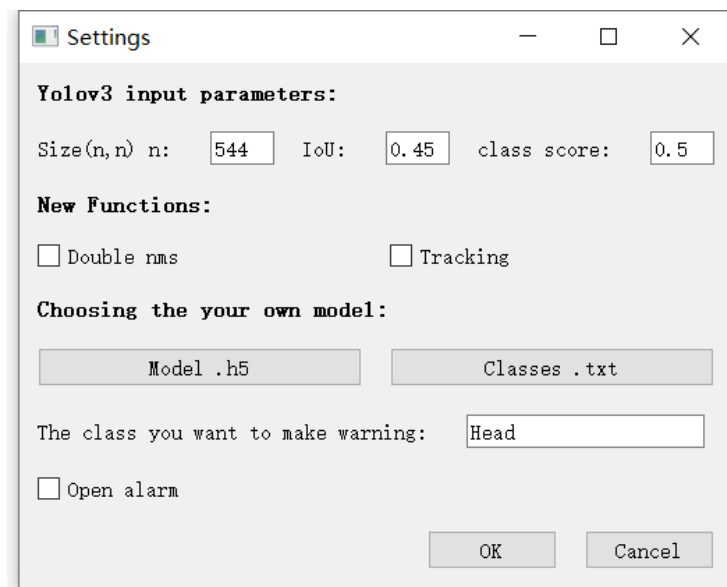 Settings
Yolov3 input parameters:
Size(n,n) n: 544 IoU: 0.45 class score: 0.5
New Functions:
Double nms Tracking
Choosing the your own model:
Model .h5 Classes .txt
The class you want to make warning: Head
Open alarm
OK Cancel